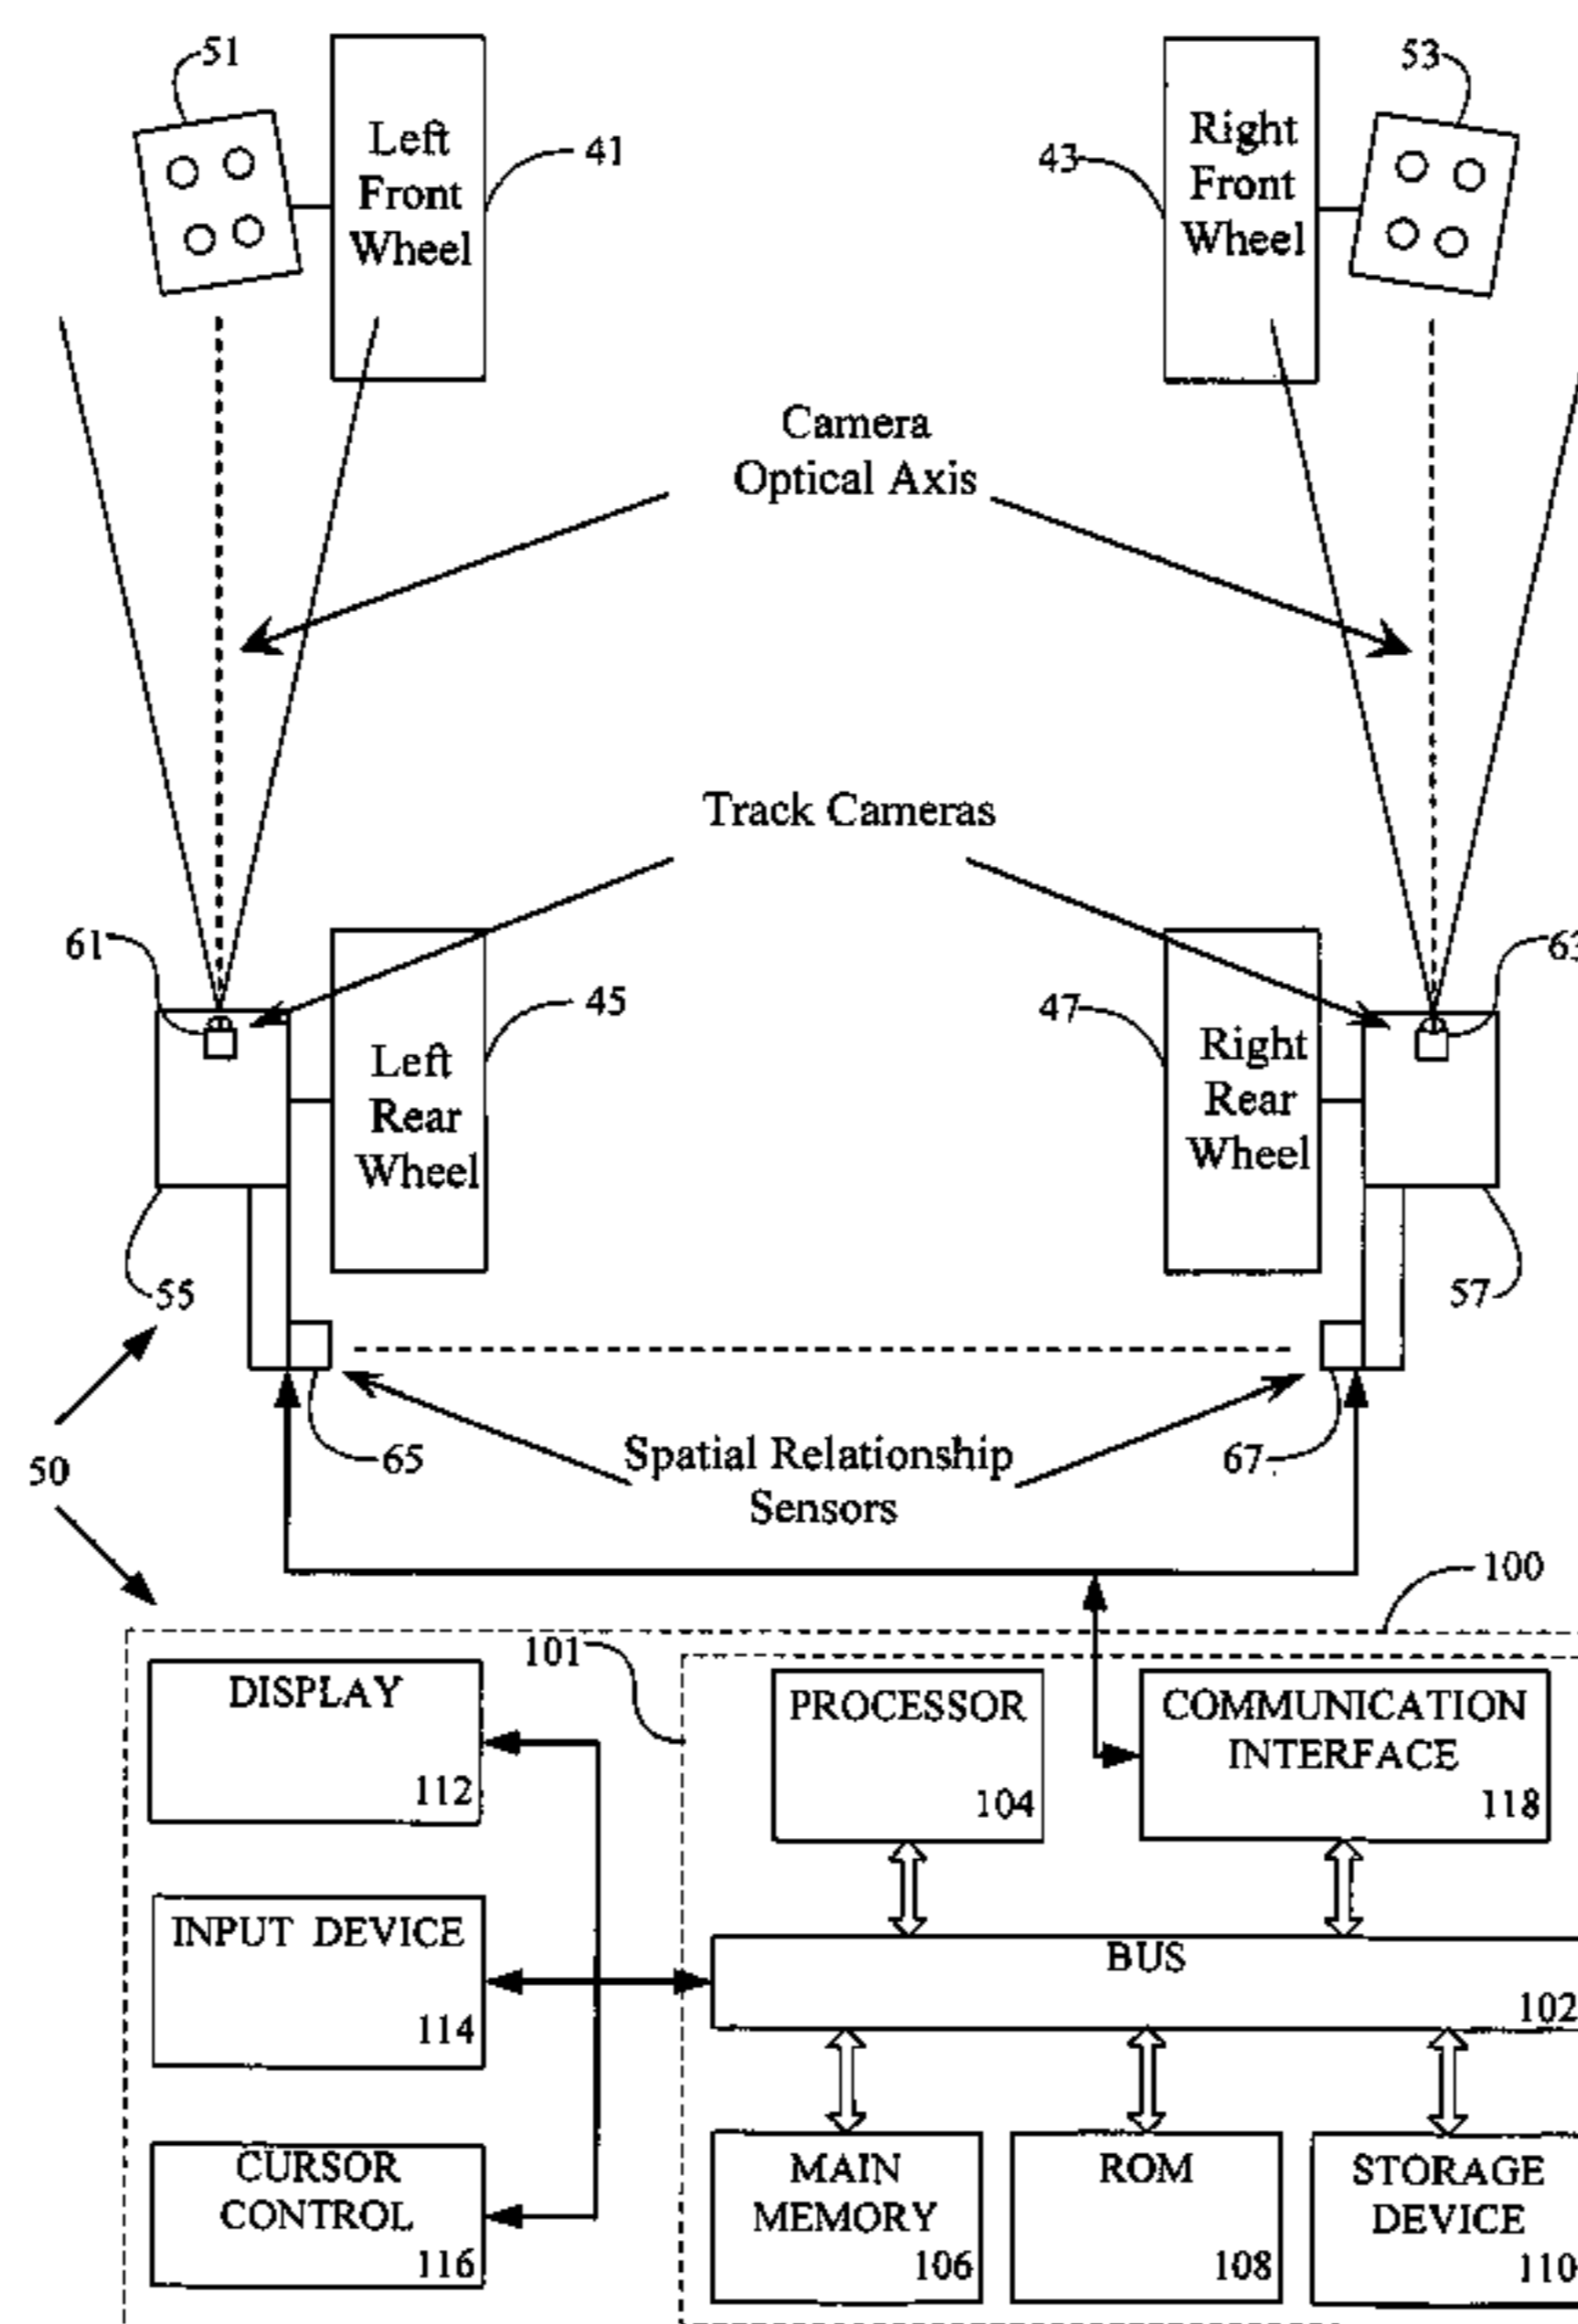 51
53
Left
Front
Wheel
41
43
Right
Front
Wheel
Camera
Optical Axis
Track Cameras
61
63
45
47
Left
Rear
Wheel
Right
Rear
Wheel
55
57
50
65
67
Spatial Relationship
Sensors
100
101
DISPLAY
112
PROCESSOR
104
COMMUNICATION
INTERFACE
118
INPUT DEVICE
114
BUS
102
CURSOR
CONTROL
116
MAIN
MEMORY
106
ROM
108
STORAGE
DEVICE
110